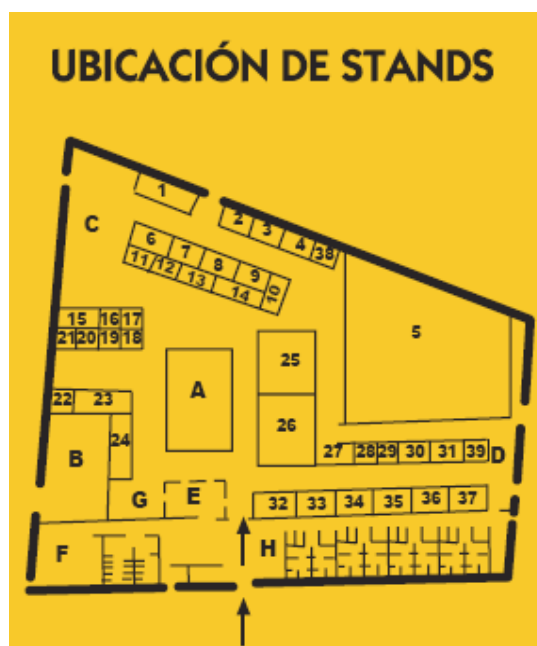 UBICACIÓN DE STANDS
1
2 3 4 38
C
6 7 8 9 10
11 12 13 14
5
15 16 17
21 20 19 18
25
A
22 23
26
24
B
27 28 29 30 31 39 D
G E
32 33 34 35 36 37
F
H